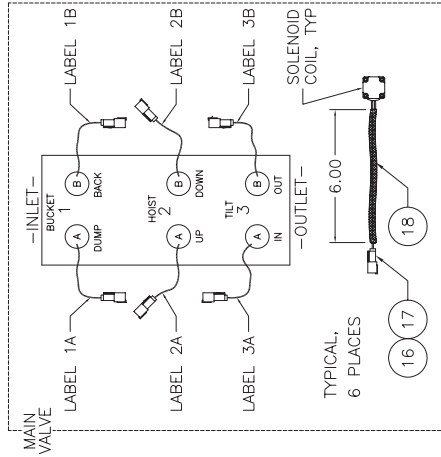 MAIN
VALVE
-INLET-
BUCKET
1
A
B
DUMP
BACK
HOIST
2
A
B
UP
DOWN
TILT
3
A
B
IN
OUT
-OUTLET-
LABEL 1A
LABEL 2A
LABEL 3A
LABEL 1B
LABEL 2B
LABEL 3B
TYPICAL,
6 PLACES
6.00
SOLENOID
COIL, TYP
16
17
18